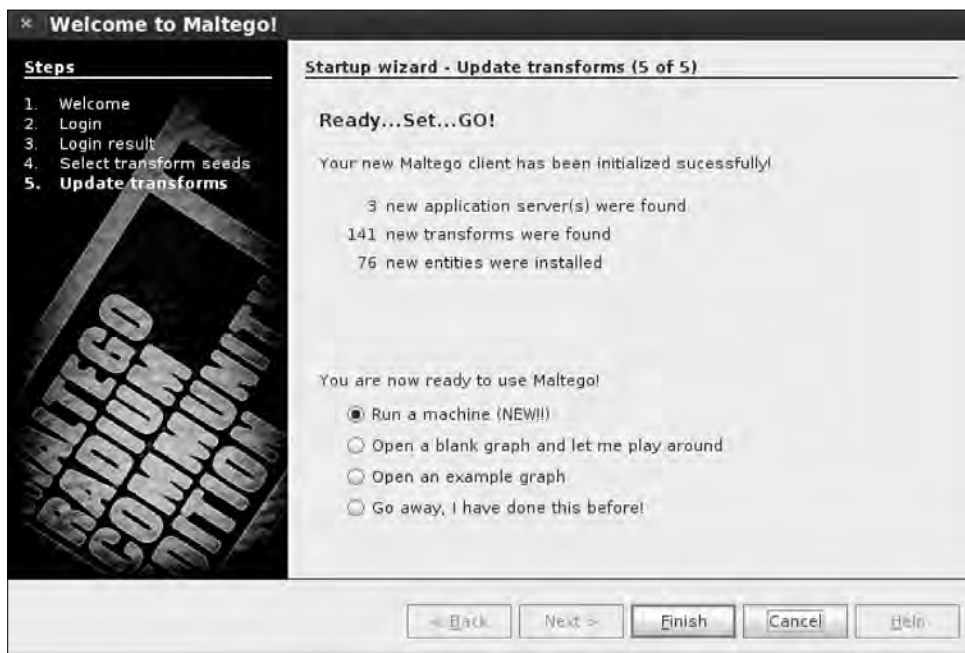 Welcome to Maltego!
Steps
1. Welcome
2. Login
3. Login result
4. Select transform seeds
5. Update transforms
MALTEGO
RADIUM
COMMUNITY
EDITION
Startup wizard - Update transforms (5 of 5)
Ready...Set...GO!
Your new Maltego client has been initialized sucessfully!
3 new application server(s) were found
141 new transforms were found
76 new entities were installed
You are now ready to use Maltego!
Run a machine (NEW!!)
Open a blank graph and let me play around
Open an example graph
Go away, I have done this before!
< Back
Next >
Finish
Cancel
Help